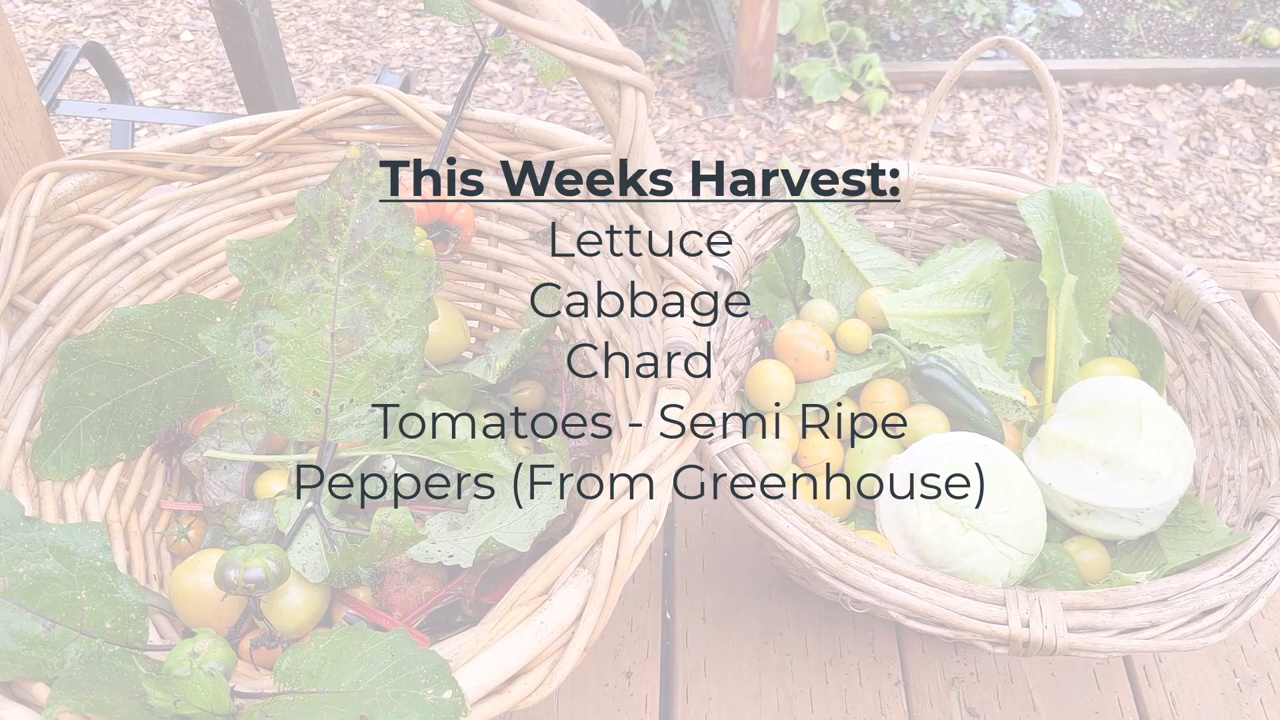 This Weeks Harvest:
Lettuce
Cabbage
Chard
Tomatoes - Semi Ripe
Peppers (From Greenhouse)